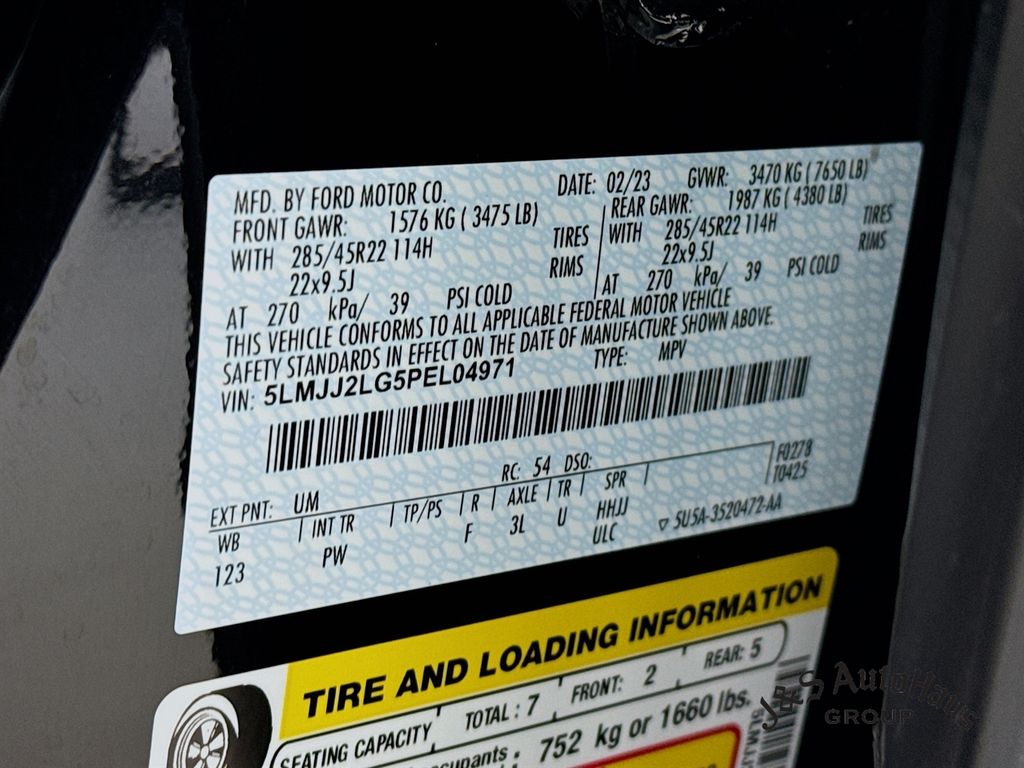 MFD. BY FORD MOTOR CO. DATE: 02/23 GVWR: 3470 KG ( 7650 LB)
FRONT GAWR: 1576 KG ( 3475 LB) REAR GAWR: 1987 KG ( 4380 LB)
WITH 285/45R22 114H TIRES WITH 285/45R22 114H TIRES
22x9.5J RIMS 22x9.5J RIMS
AT 270 kPa/ 39 PSI COLD AT 270 kPa/ 39 PSI COLD
THIS VEHICLE CONFORMS TO ALL APPLICABLE FEDERAL MOTOR VEHICLE
SAFETY STANDARDS IN EFFECT ON THE DATE OF MANUFACTURE SHOWN ABOVE.
VIN: 5LMJJ2LG5PEL04971 TYPE: MPV
EXT PNT: UM RC: 54 DSO: F0278
T0425
WB INT TR TP/PS R AXLE TR SPR
123 PW F 3L U HHJJ
ULC 5U5A-3520472-AA
TIRE AND LOADING INFORMATION
SEATING CAPACITY TOTAL : 7 FRONT: 2 REAR: 5
752 kg or 1660 lbs.
J&S AutoHaus
GROUP